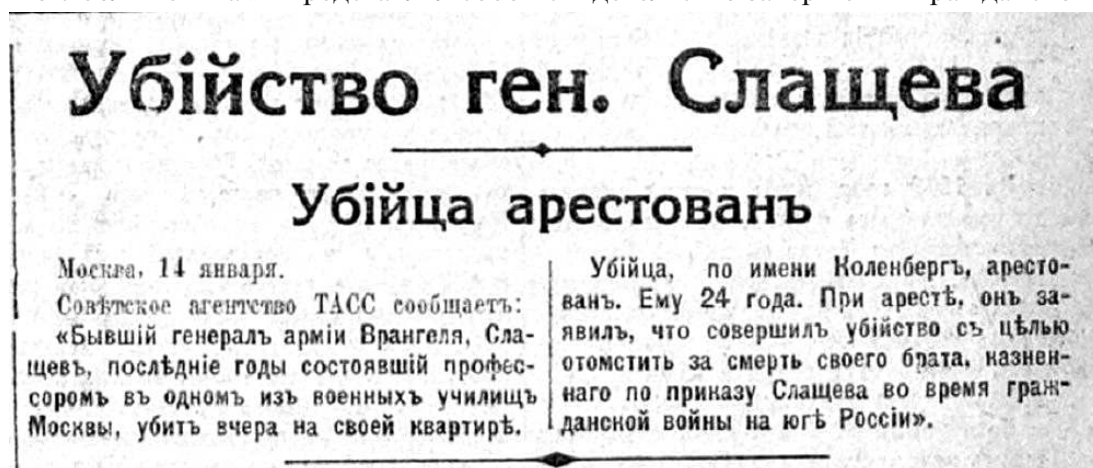 Убійство ген. Слащева
Убійца арестованъ
Москва, 14 января.
Совѣтское агентство ТАСС сообщаетъ:
«Бывшій генералъ арміи Врангеля, Сла-
щевъ, послѣдніе годы состоявшій профес-
соромъ въ одномъ изъ военныхъ училищъ
Москвы, убитъ вчера на своей квартирѣ.
Убійца, по имени Коленбергъ, аресто-
ванъ. Ему 24 года. При арестѣ, онъ за-
явилъ, что совершилъ убійство съ цѣлью
отомстить за смерть своего брата, казнен-
наго по приказу Слащева во время граж-
данской войны на югѣ Россіи».